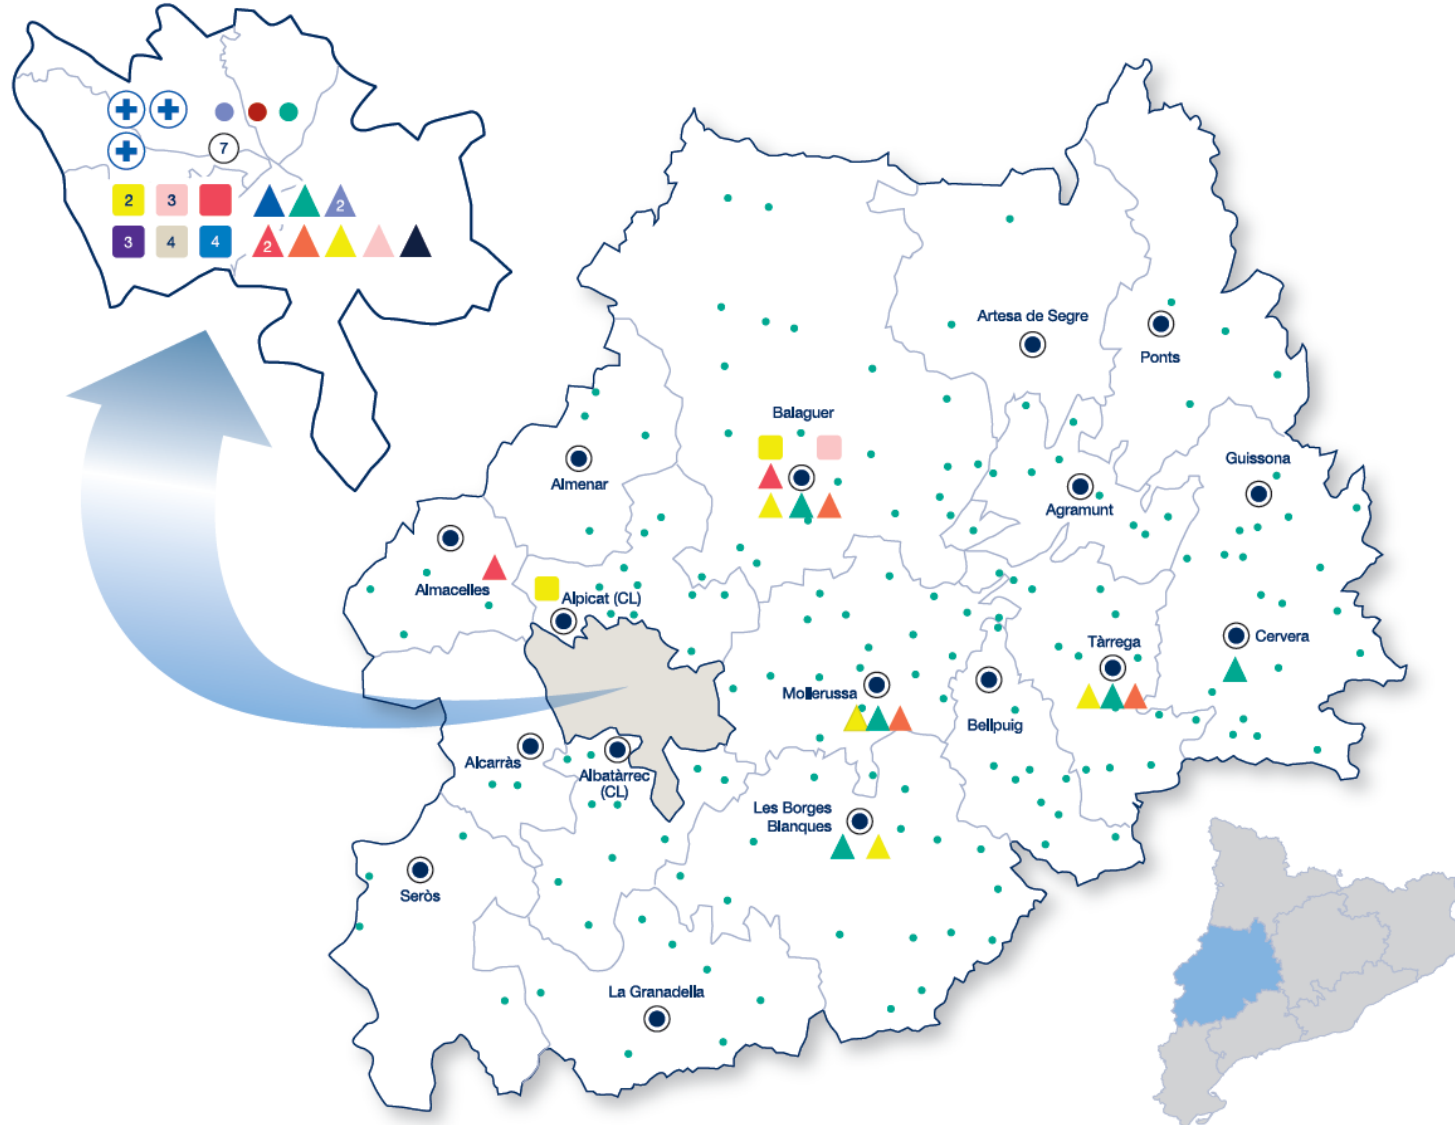 7
2 3 2
3 4 4 2
Artesa de Segre
Ponts
Balaguer
Guissona
Almenar
Agramunt
Almacelles
Alpicat (CL)
Cervera
Tàrrega
Mollerussa
Bellpuig
Alcarràs
Albatàrrec
(CL)
Les Borges
Blanques
Seròs
La Granadella